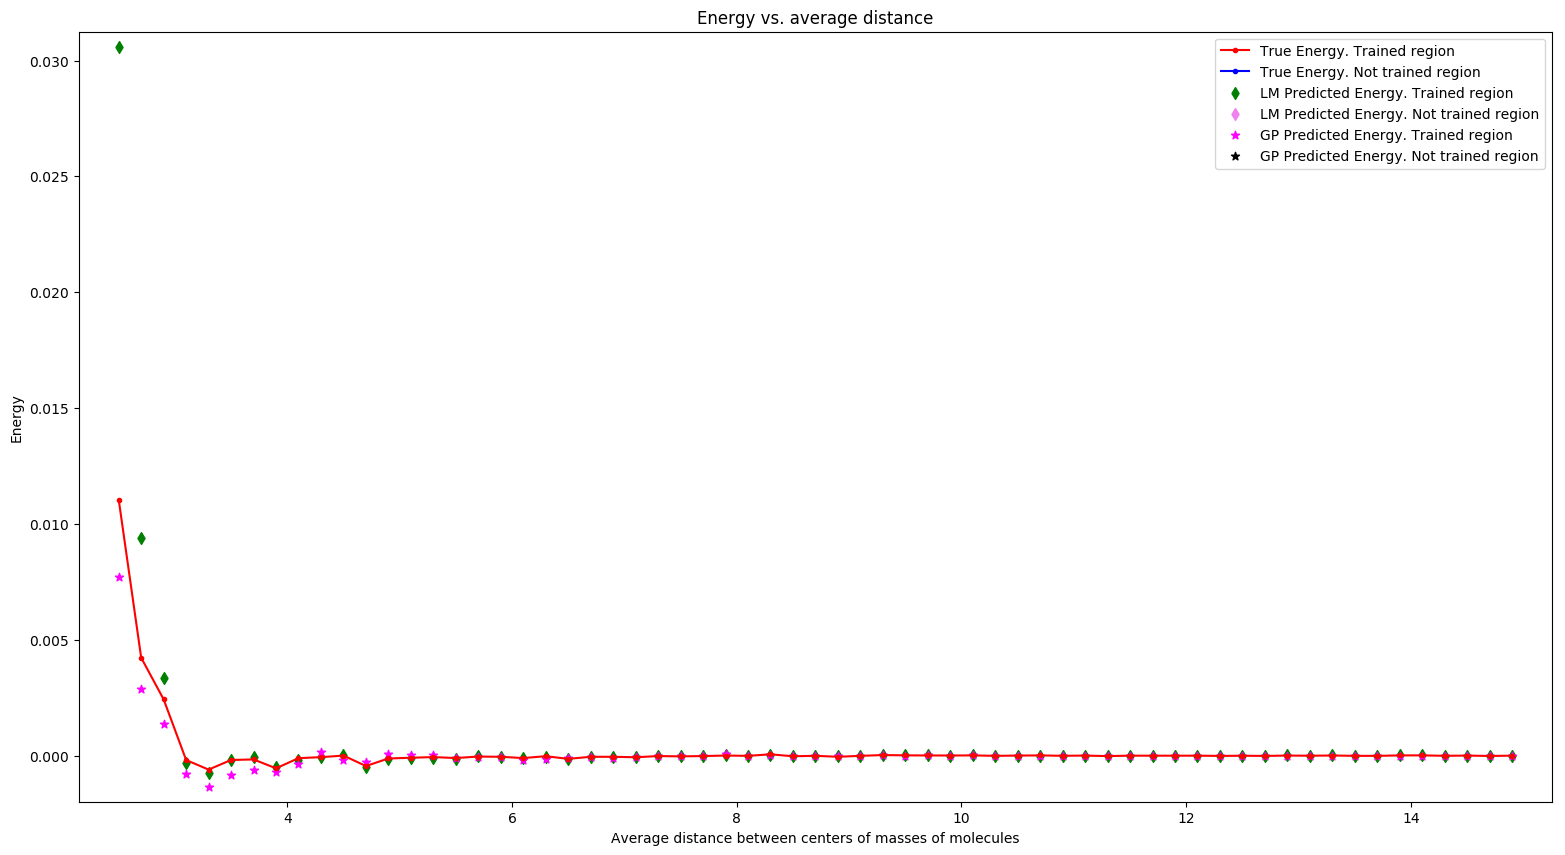 Energy vs. average distance
True Energy. Trained region
True Energy. Not trained region
LM Predicted Energy. Trained region
LM Predicted Energy. Not trained region
GP Predicted Energy. Trained region
GP Predicted Energy. Not trained region
0.030
0.025
0.020
0.015
0.010
0.005
0.000
Energy
4
6
8
10
12
14
Average distance between centers of masses of molecules